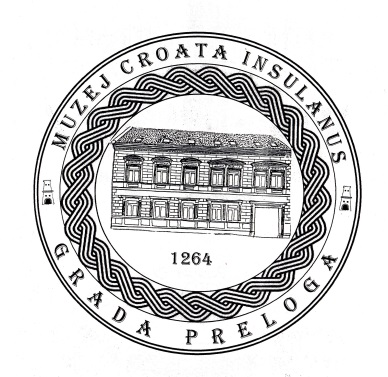 MUZEJ CROATA INSULANUS
1264
GRADA PRELOGA